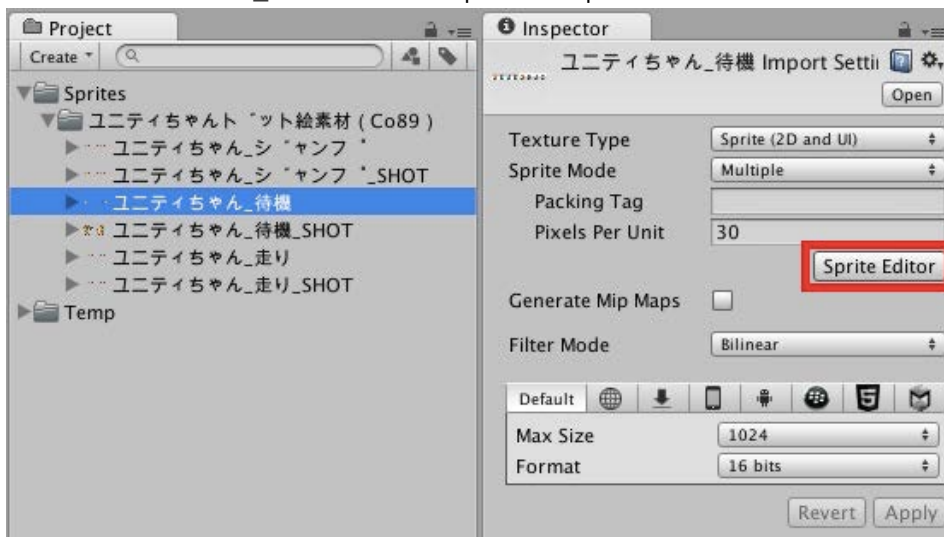 Project
Create
Sprites
ユニティちゃんト゛ット絵素材 ( Co89 )
ユニティちゃん_シ゛ャンフ゜
ユニティちゃん_シ゛ャンフ゜_SHOT
ユニティちゃん_待機
ユニティちゃん_待機_SHOT
ユニティちゃん_走り
ユニティちゃん_走り_SHOT
Temp
Inspector
ユニティちゃん_待機 Import Settii
Open
Texture Type Sprite (2D and UI)
Sprite Mode Multiple
Packing Tag
Pixels Per Unit 30
Sprite Editor
Generate Mip Maps
Filter Mode Bilinear
Default
Max Size 1024
Format 16 bits
Revert Apply